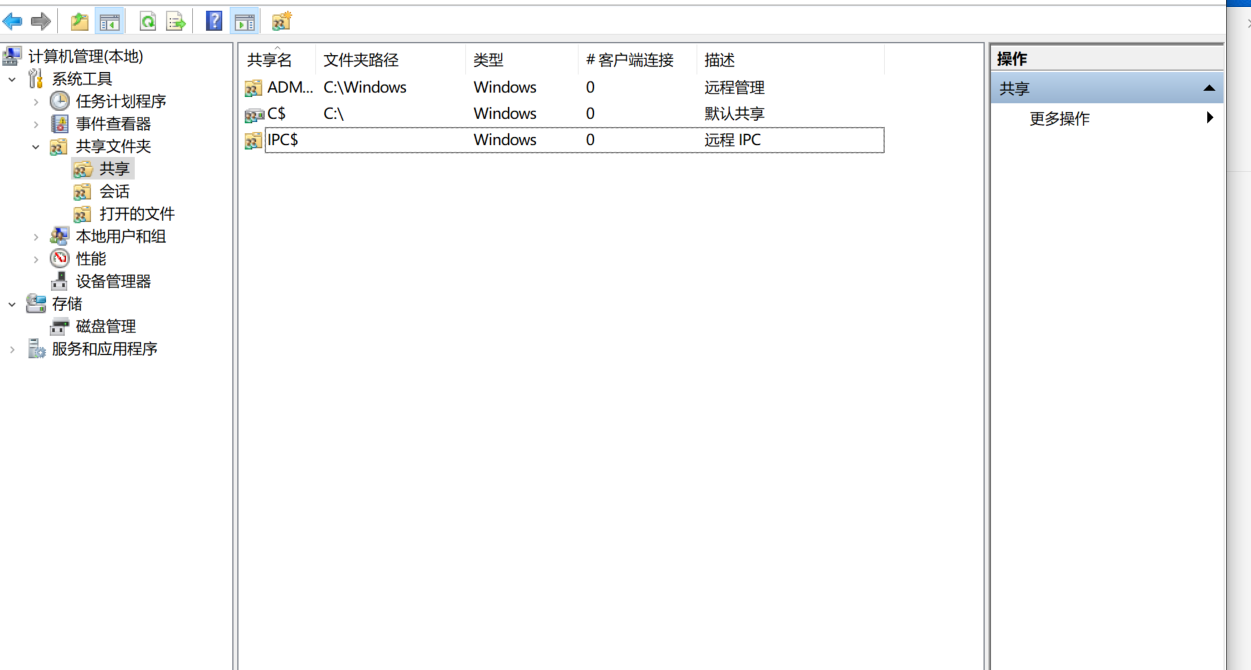 计算机管理(本地)
系统工具
任务计划程序
事件查看器
共享文件夹
共享
会话
打开的文件
本地用户和组
性能
设备管理器
存储
磁盘管理
服务和应用程序
共享名 文件夹路径 类型 # 客户端连接 描述
ADM... C:\Windows Windows 0 远程管理
C$ C:\ Windows 0 默认共享
IPC$ Windows 0 远程 IPC
操作
共享
更多操作